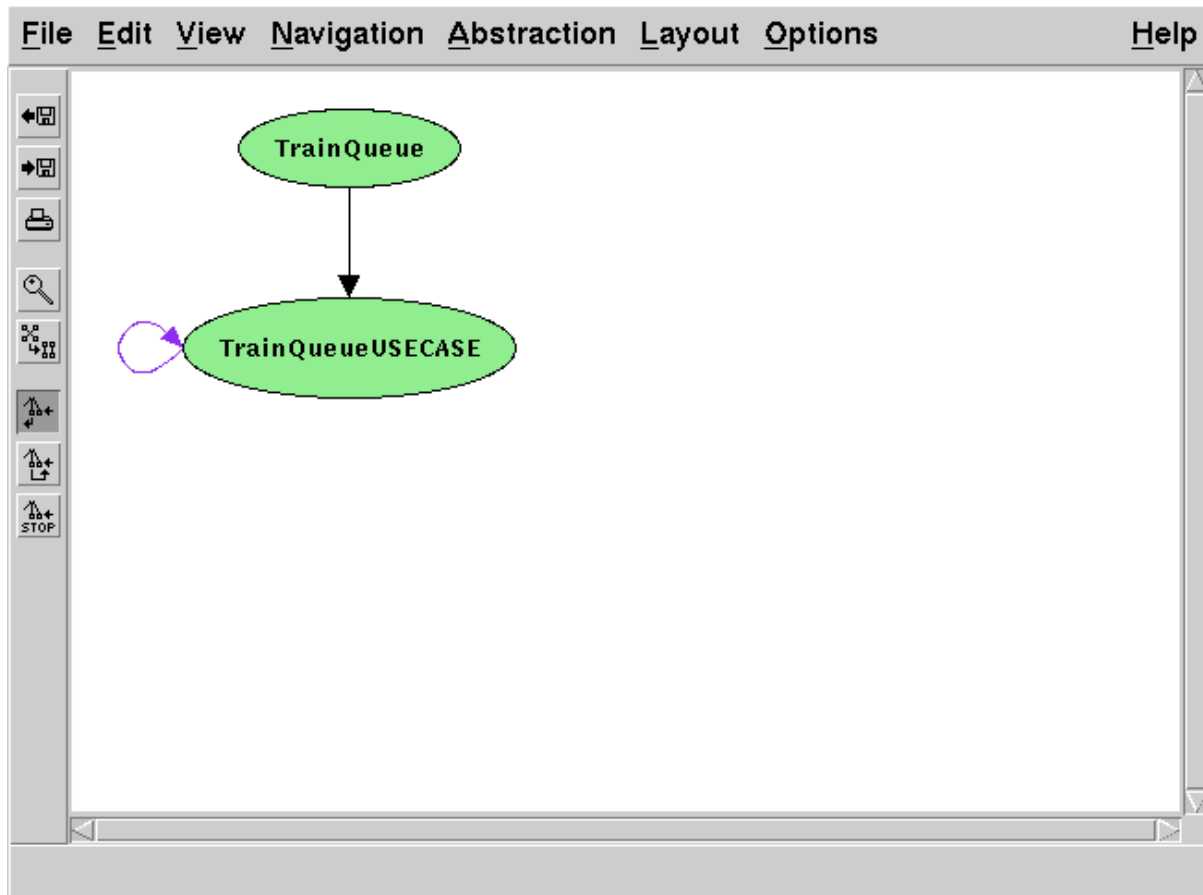 File Edit View Navigation Abstraction Layout Options Help
TrainQueue
TrainQueueUSECASE
STOP